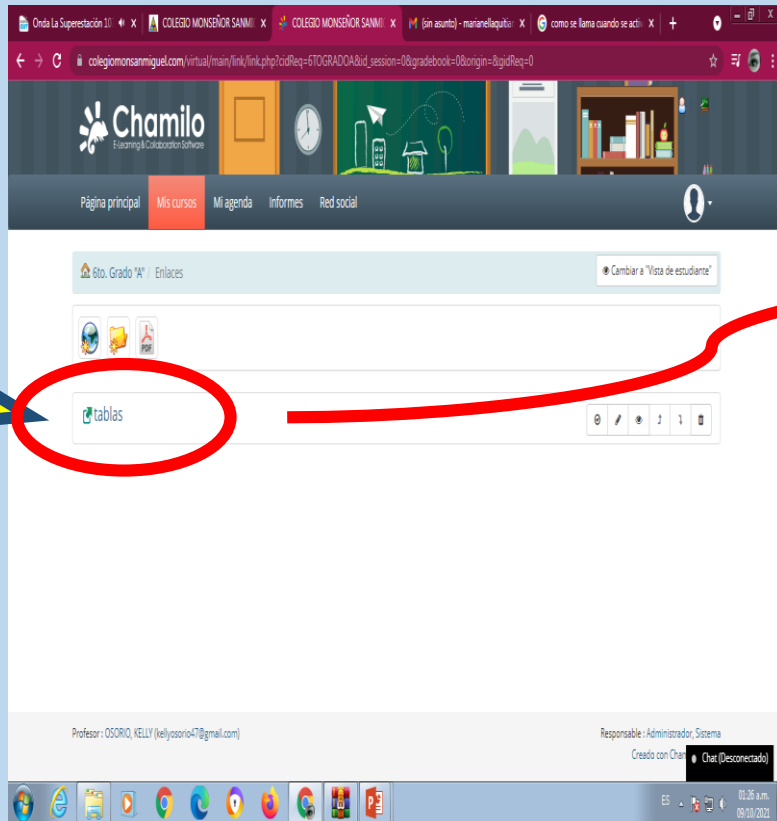 Onda La Superestación 10
COLEGIO MONSEÑOR SANMI
COLEGIO MONSEÑOR SANMI
(sin asunto) - marianellaquitia
como se llama cuando se acti
colegiomonsanmiguel.com/virtual/main/link/link.php?cidReq=6TOGRADOA&id_session=0&gradebook=0&origin=&gidReq=0
Chamilo
E-Learning & Collaboration Software
Página principal Mis cursos Mi agenda Informes Red social
6to. Grado "A" / Enlaces
Cambiar a "Vista de estudiante"
PDF
tablas
Profesor : OSORIO, KELLY (kellyosorio47@gmail.com)
Responsable : Administrador, Sistema
Creado con Cham
Chat (Desconectado)
ES
01:26 a.m.
09/10/2021